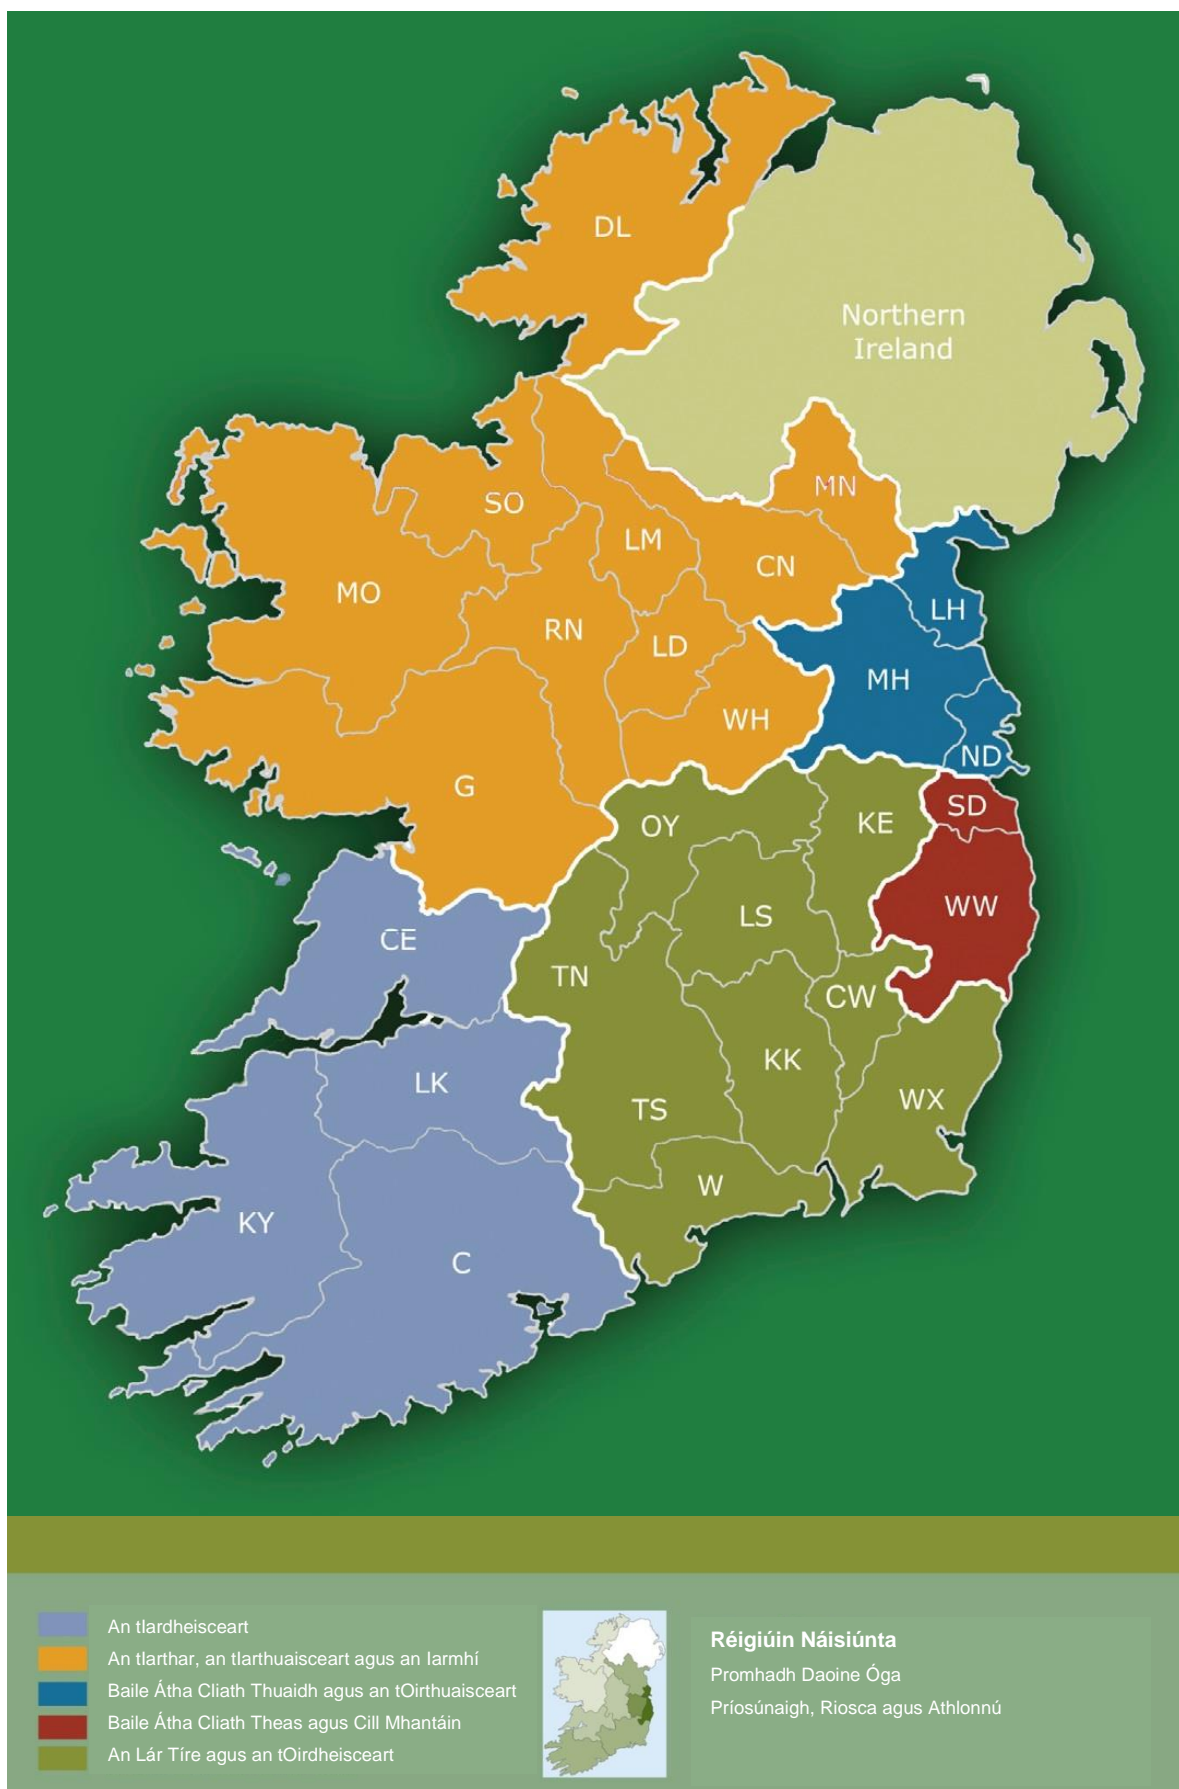 DL
Northern
Ireland
MN
SO
LM
CN
MO
LH
RN
LD
MH
WH
ND
G
SD
OY
KE
WW
LS
CE
TN
CW
KK
LK
WX
TS
W
KY
C
An tIardheisceart
An tIarthar, an tIarthuaisceart agus an Iarmhí
Baile Átha Cliath Thuaidh agus an tOirthuaisceart
Baile Átha Cliath Theas agus Cill Mhantáin
An Lár Tíre agus an tOirdheisceart
Réigiúin Náisiúnta
Promhadh Daoine Óga
Príosúnaigh, Riosca agus Athlonnú